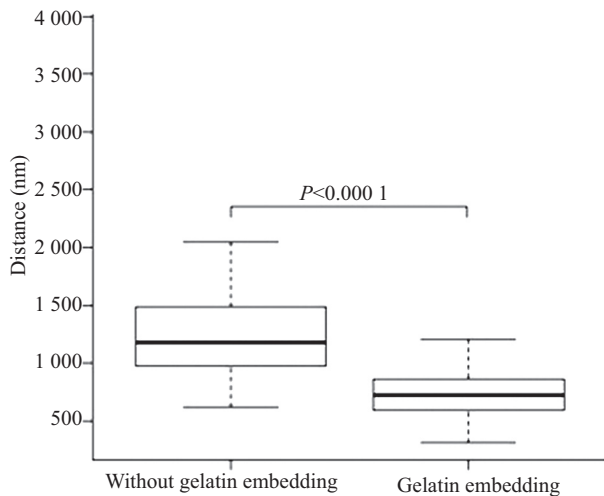 4 000
3 500
3 000
2 500
2 000
1 500
1 000
500
Distance (nm)
P<0.000 1
Without gelatin embedding
Gelatin embedding